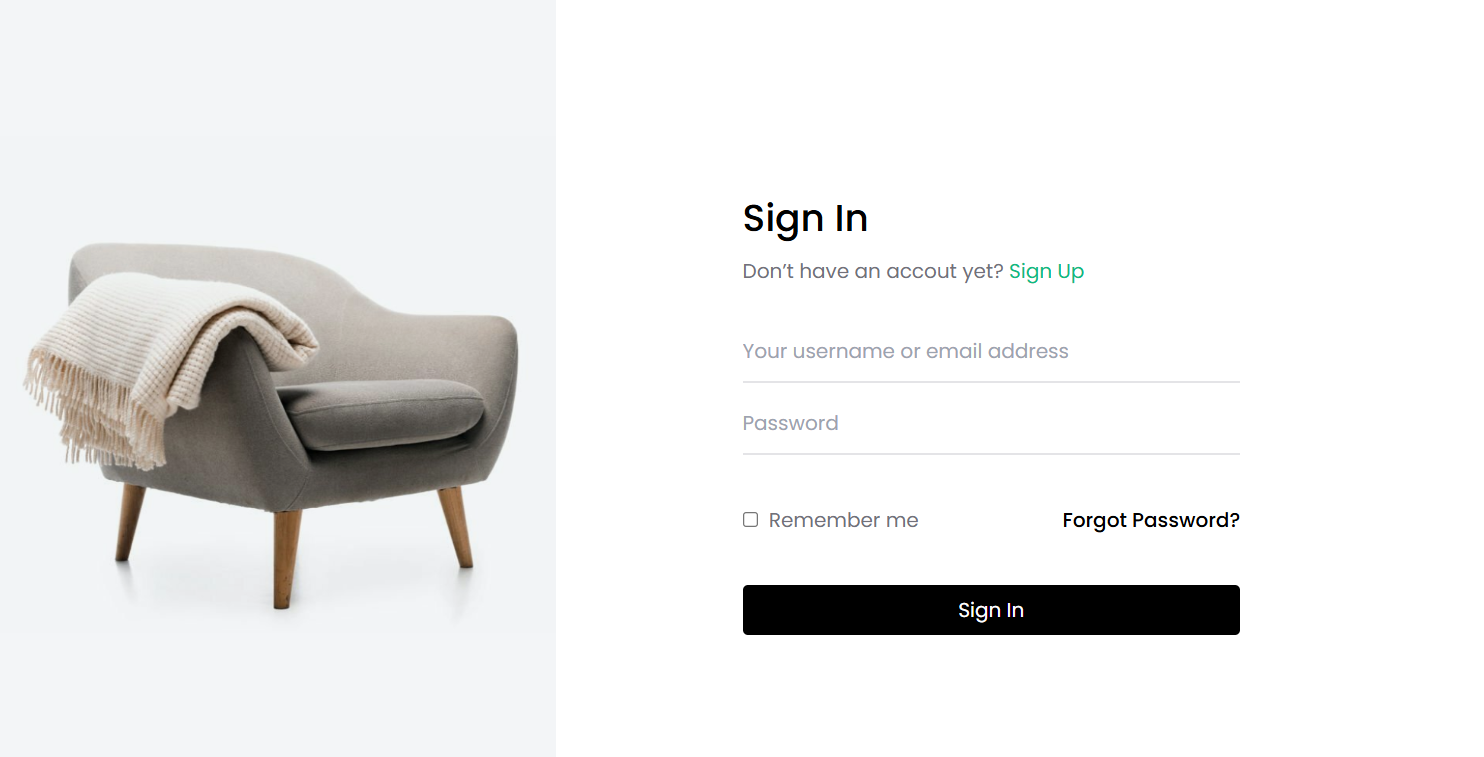 Sign In
Don’t have an accout yet? Sign Up
Your username or email address
Password
Remember me
Forgot Password?
Sign In